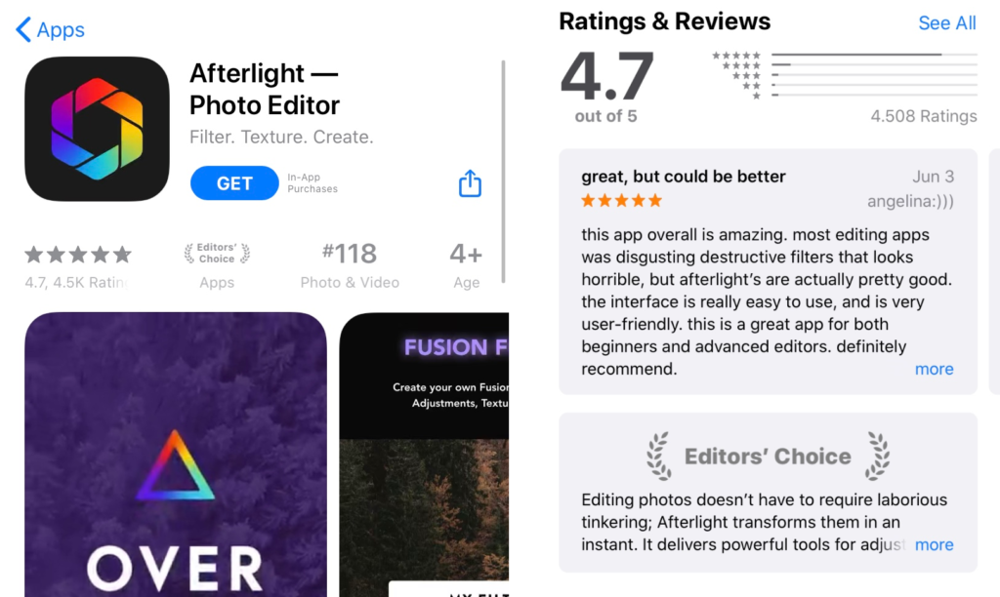 Apps
Afterlight —
Photo Editor
Filter. Texture. Create.
GET
In-App
Purchases
Editors'
Choice
#118
4+
4.7, 4.5K Ratin
Apps
Photo & Video
Age
OVER
FUSION F
Create your own Fusion
Adjustments, Textu
Ratings & Reviews
See All
4.7
out of 5
4.508 Ratings
great, but could be better
Jun 3
angelina:)))
this app overall is amazing. most editing apps
was disgusting destructive filters that looks
horrible, but afterlight's are actually pretty good.
the interface is really easy to use, and is very
user-friendly. this is a great app for both
beginners and advanced editors. definitely
recommend.
more
Editors' Choice
Editing photos doesn't have to require laborious
tinkering; Afterlight transforms them in an
instant. It delivers powerful tools for adjust
more